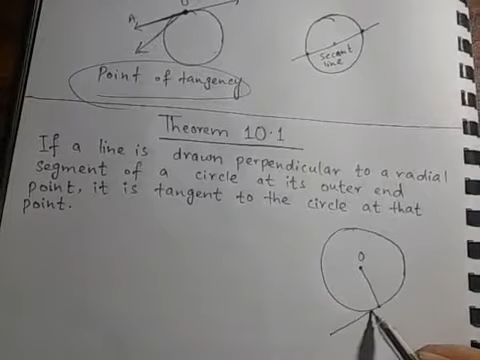 A
secant
line
Point of tangency
Theorem 10.1
If a line is drawn perpendicular to a radial
segment of a circle at its outer end
point, it is tangent to the circle at that
point.
O